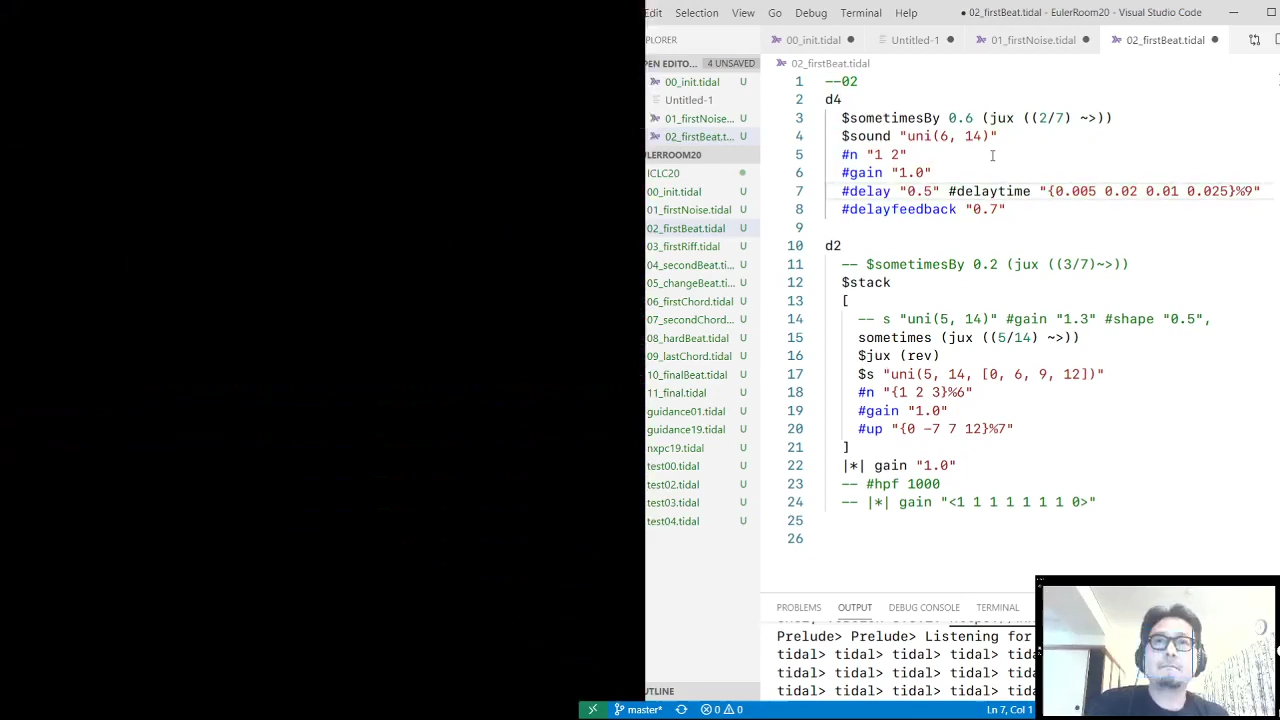 Edit Selection View Go Debug Terminal Help ● 02_firstBeat.tidal - EulerRoom20 - Visual Studio Code
PLORER
00_init.tidal
Untitled-1
01_firstNoise.tidal
02_firstBeat.tidal
PEN EDITO... 4 UNSAVED
00_init.tidal U
Untitled-1
01_firstNoise... U
02_firstBeat.t... U
ULERROOM20
ICLC20
00_init.tidal U
01_firstNoise.tidal U
02_firstBeat.tidal U
03_firstRiff.tidal U
04_secondBeat.ti... U
05_changeBeat.ti... U
06_firstChord.tidal U
07_secondChord... U
08_hardBeat.tidal U
09_lastChord.tidal U
10_finalBeat.tidal U
11_final.tidal U
guidance01.tidal U
guidance19.tidal U
nxpc19.tidal U
test00.tidal U
test02.tidal U
test03.tidal U
test04.tidal U
UTLINE
02_firstBeat.tidal
1 --02
2 d4
3 $sometimesBy 0.6 (jux ((2/7) ~>))
4 $sound "uni(6, 14)"
5 #n "1 2"
6 #gain "1.0"
7 #delay "0.5" #delaytime "{0.005 0.02 0.01 0.025}%9"
8 #delayfeedback "0.7"
9
10 d2
11 -- $sometimesBy 0.2 (jux ((3/7)~>))
12 $stack
13 [
14 -- s "uni(5, 14)" #gain "1.3" #shape "0.5",
15 sometimes (jux ((5/14) ~>))
16 $jux (rev)
17 $s "uni(5, 14, [0, 6, 9, 12])"
18 #n "{1 2 3}%6"
19 #gain "1.0"
20 #up "{0 -7 7 12}%7"
21 ]
22 |*| gain "1.0"
23 -- #hpf 1000
24 -- |*| gain "<1 1 1 1 1 1 1 0>"
25
26
PROBLEMS OUTPUT DEBUG CONSOLE TERMINAL
Prelude> Prelude> Listening for
tidal> tidal> tidal> tidal> tida
tidal> tidal> tidal> tidal> tida
tidal> tidal> tidal> tidal> tida
master* 0 0 Ln 7, Col 1